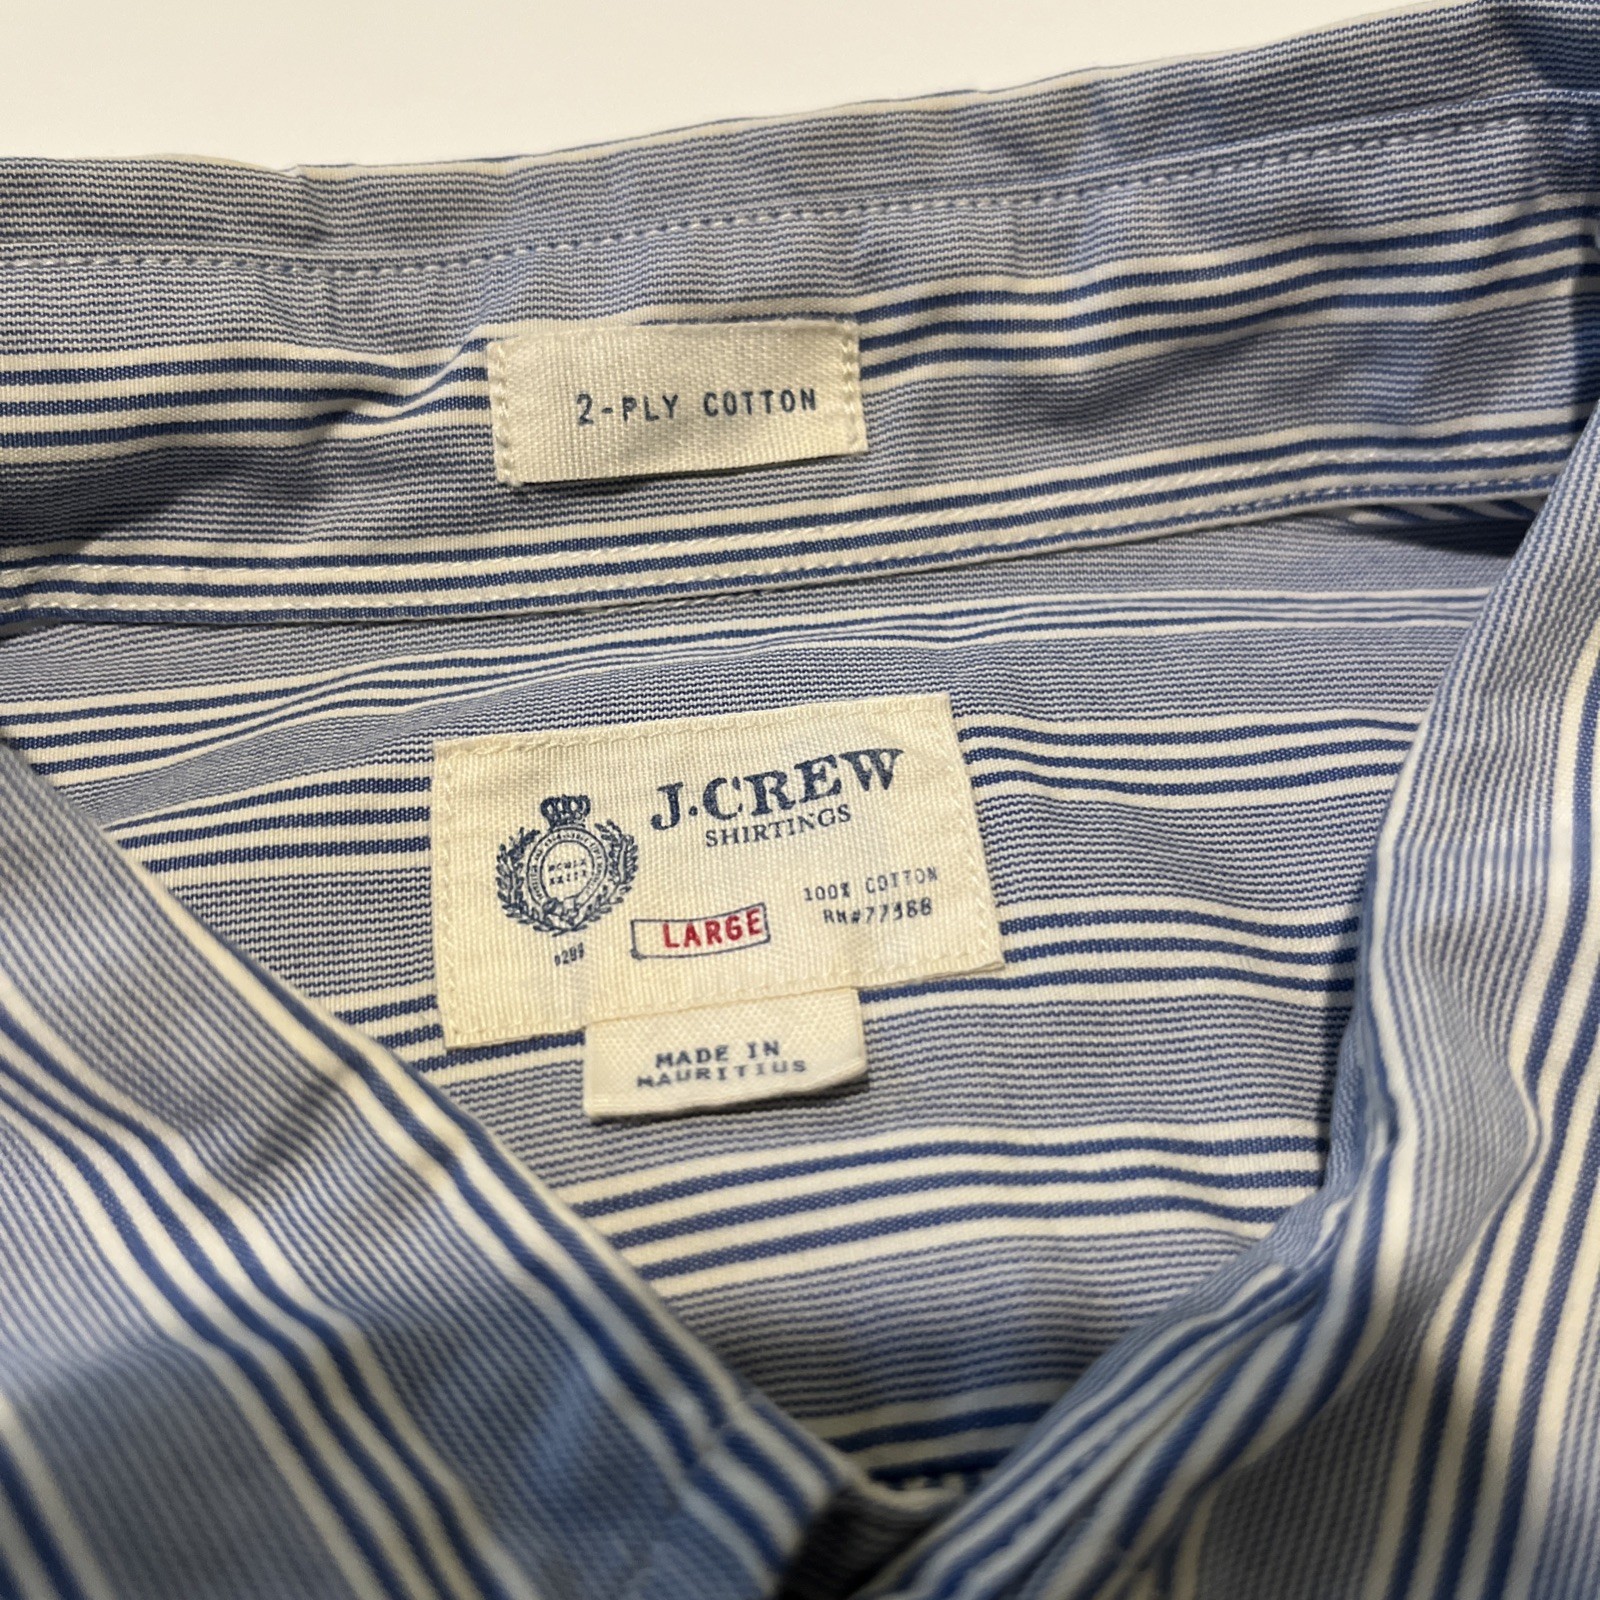 2-PLY COTTON
J.CREW
SHIRTINGS
100% COTTON
RN#77388
LARGE
MADE IN
MAURITIUS